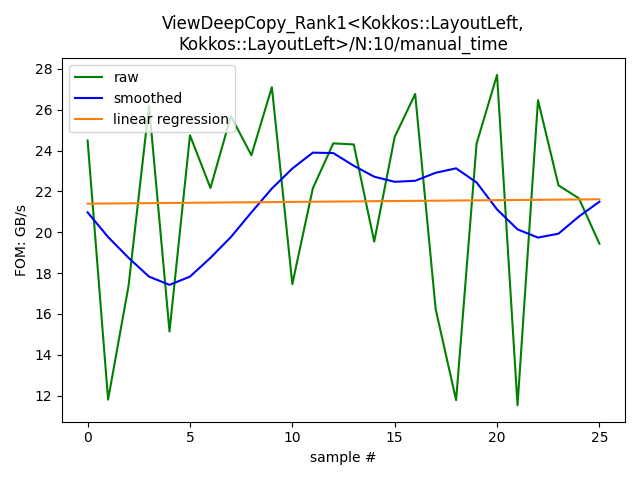 ViewDeepCopy_Rank1<Kokkos::LayoutLeft,
Kokkos::LayoutLeft>/N:10/manual_time
raw
smoothed
linear regression
FOM: GB/s
28
26
24
22
20
18
16
14
12
0
5
10
15
20
25
sample #